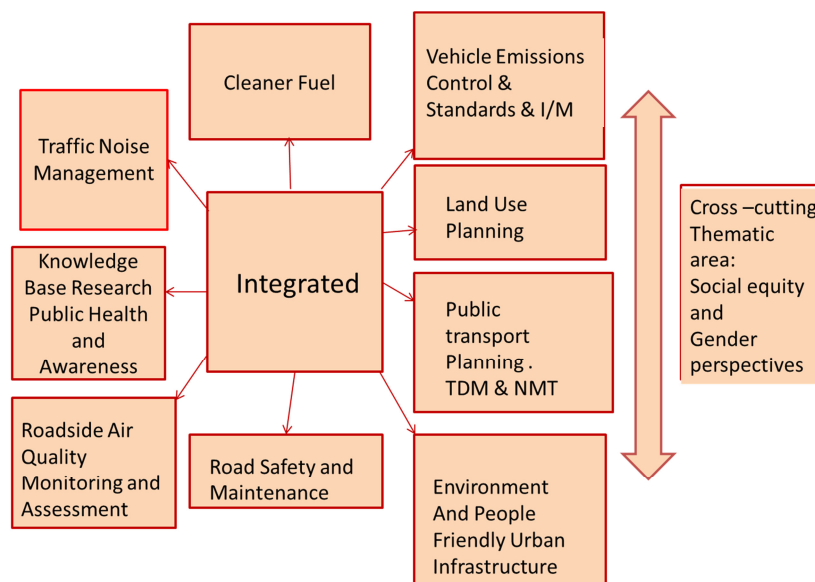 Cleaner Fuel
Vehicle Emissions
Control &
Standards & I/M
Traffic Noise
Management
Land Use
Planning
Cross –cutting
Thematic
area:
Social equity
and
Gender
perspectives
Knowledge
Base Research
Public Health
and
Awareness
Integrated
Public
transport
Planning .
TDM & NMT
Roadside Air
Quality
Monitoring and
Assessment
Road Safety and
Maintenance
Environment
And People
Friendly Urban
Infrastructure